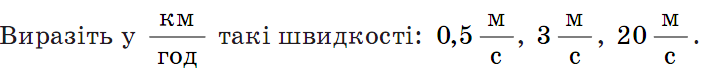 Виразіть у км/год такі швидкості: 0,5 м/с, 3 м/с, 20 м/с.